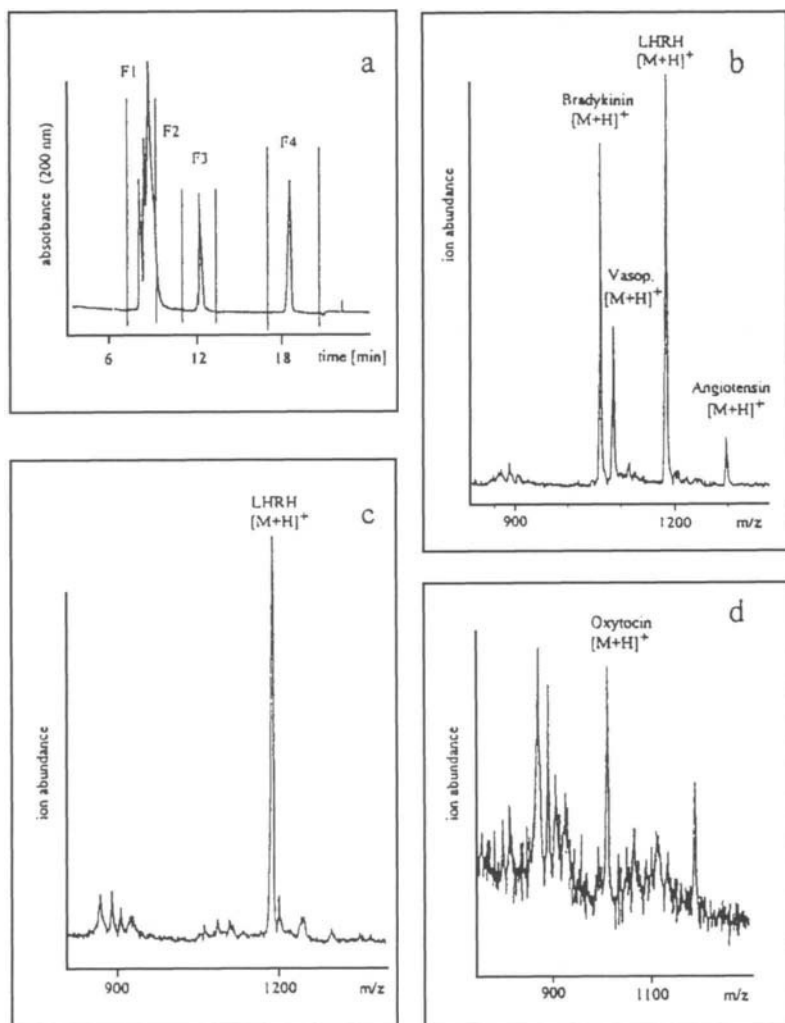 a
F1
F2
F3
F4
absorbance (200 nm)
6
12
18
time [min]
b
LHRH
[M+H]+
Bradykinin
[M+H]+
Vasop.
[M+H]+
Angiotensin
[M+H]+
ion abundance
900
1200
m/z
c
LHRH
[M+H]+
ion abundance
900
1200
m/z
d
Oxytocin
[M+H]+
ion abundance
900
1100
m/z